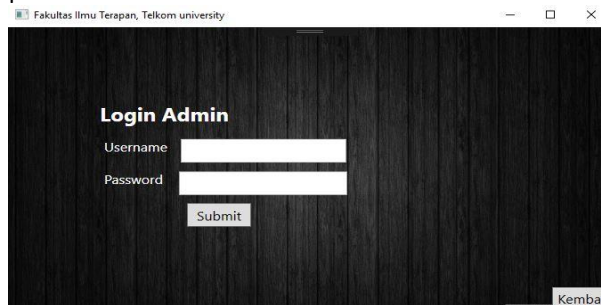 Fakultas Ilmu Terapan, Telkom university
Login Admin
Username
Password
Submit
Kemba